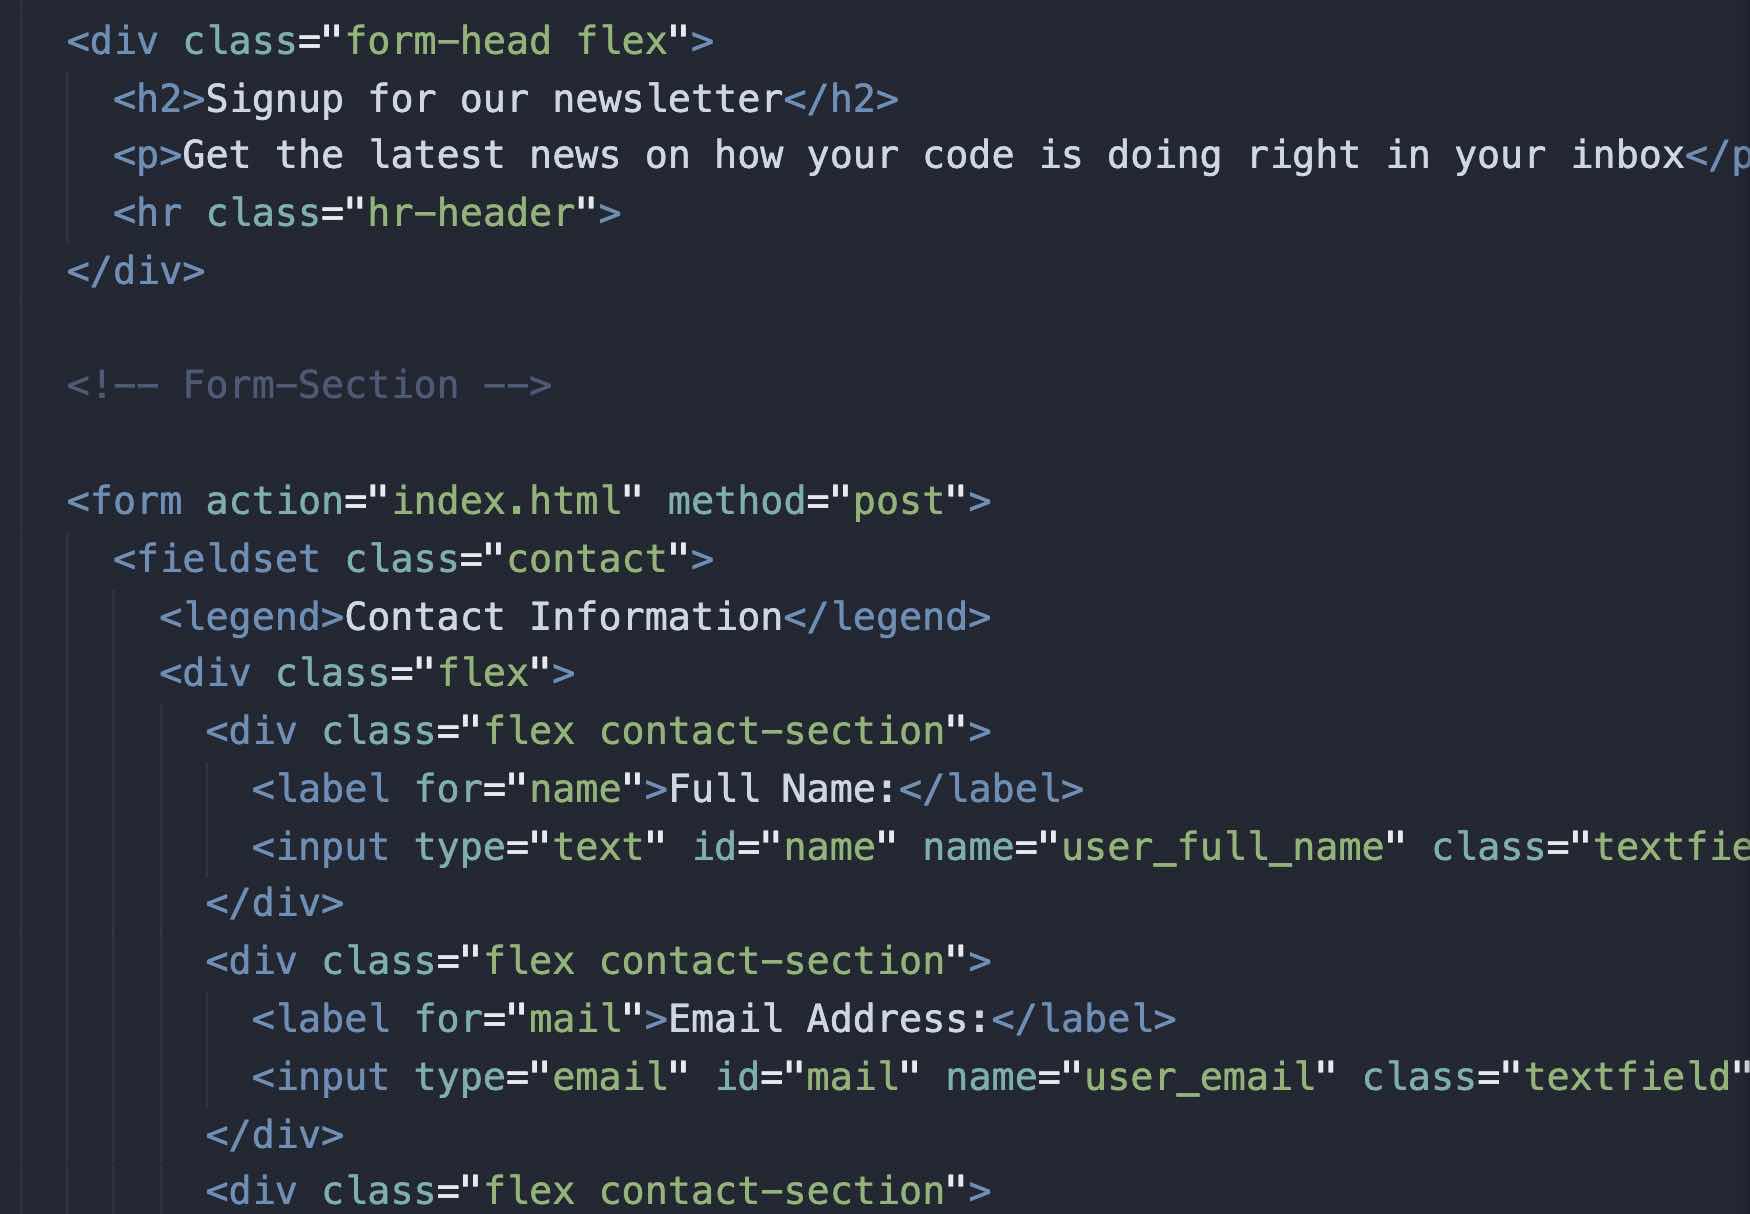 <div class="form-head flex">
<h2>Signup for our newsletter</h2>
<p>Get the latest news on how your code is doing right in your inbox</p
<hr class="hr-header">
</div>
<!-- Form-Section -->
<form action="index.html" method="post">
<fieldset class="contact">
<legend>Contact Information</legend>
<div class="flex">
<div class="flex contact-section">
<label for="name">Full Name:</label>
<input type="text" id="name" name="user_full_name" class="textfie
</div>
<div class="flex contact-section">
<label for="mail">Email Address:</label>
<input type="email" id="mail" name="user_email" class="textfield"
</div>
<div class="flex contact-section">